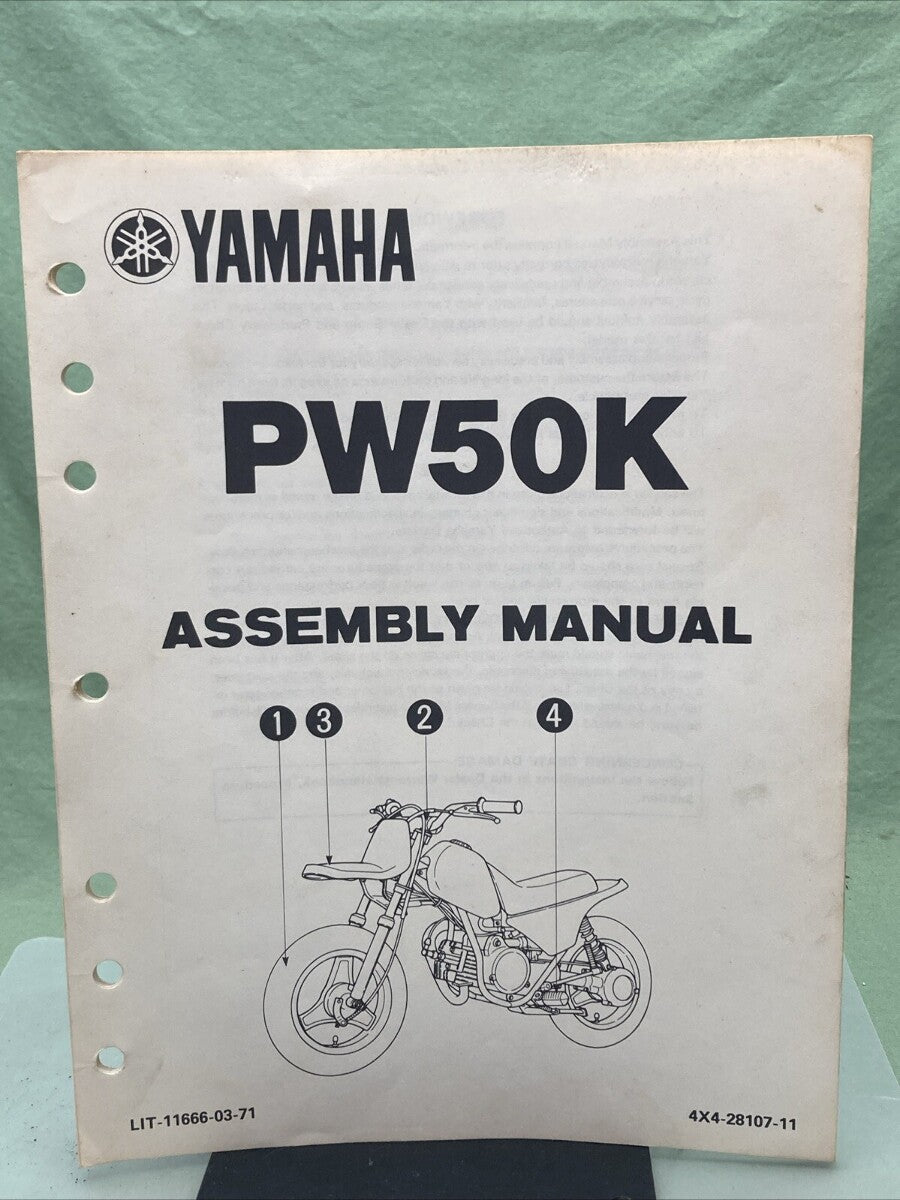 YAMAHA
PW50K
ASSEMBLY MANUAL
1 3 2 4
LIT-11666-03-71
4X4-28107-11